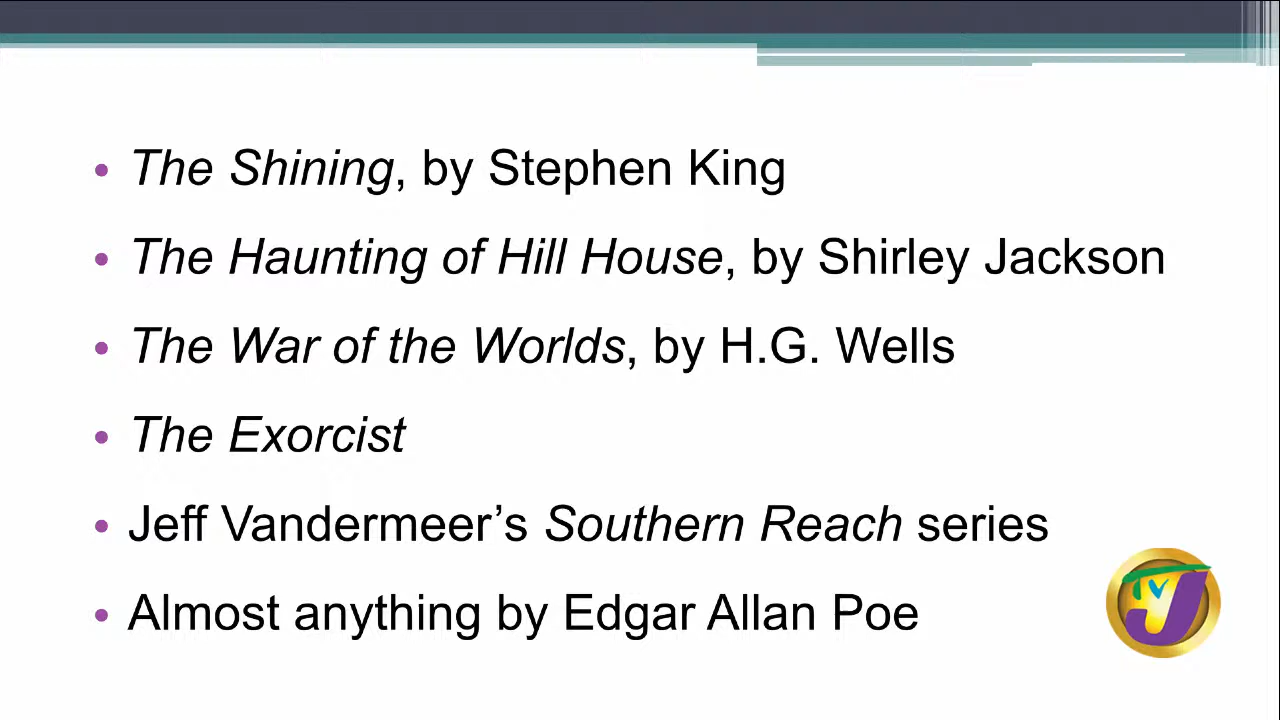 • The Shining, by Stephen King
• The Haunting of Hill House, by Shirley Jackson
• The War of the Worlds, by H.G. Wells
• The Exorcist
• Jeff Vandermeer’s Southern Reach series
• Almost anything by Edgar Allan Poe
TVJ